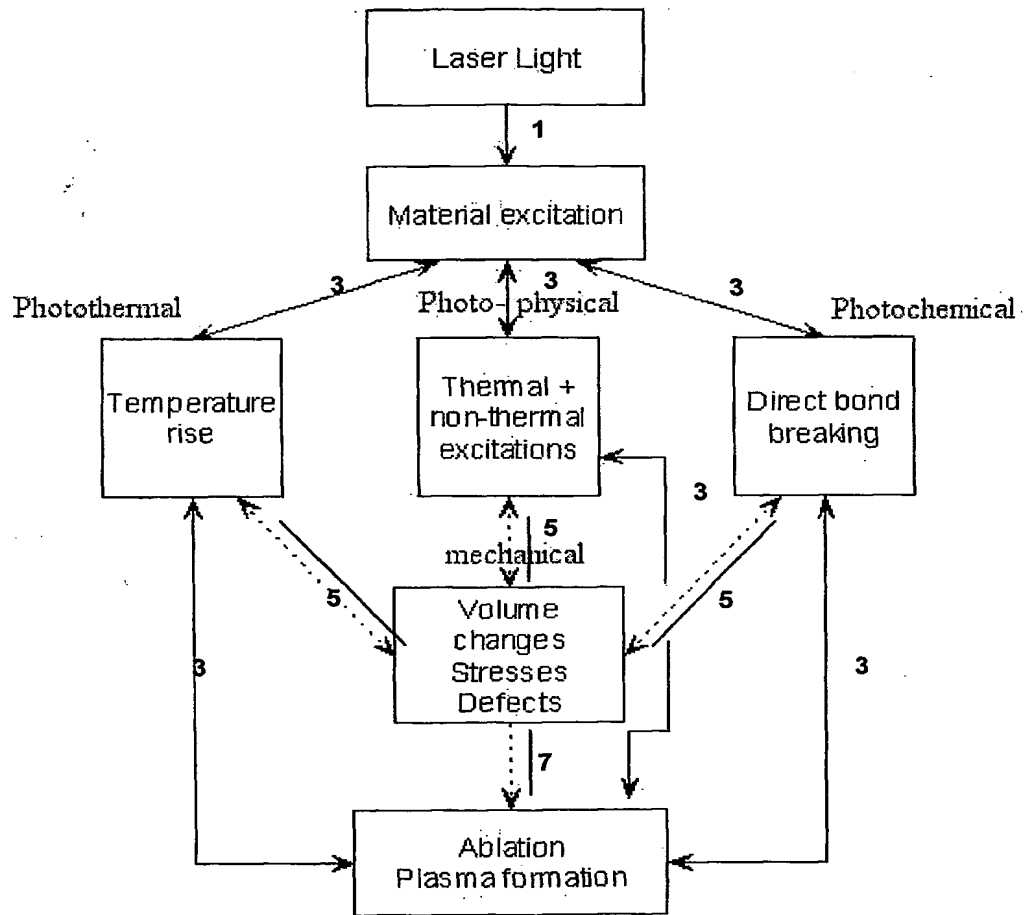 Laser Light
1
Material excitation
3
3
3
Photothermal
Photo-physical
Photochemical
Temperature
rise
Thermal +
non-thermal
excitations
Direct bond
breaking
3
5
mechanical
5
5
Volume
changes
Stresses
Defects
3
3
7
Ablation
Plasma formation